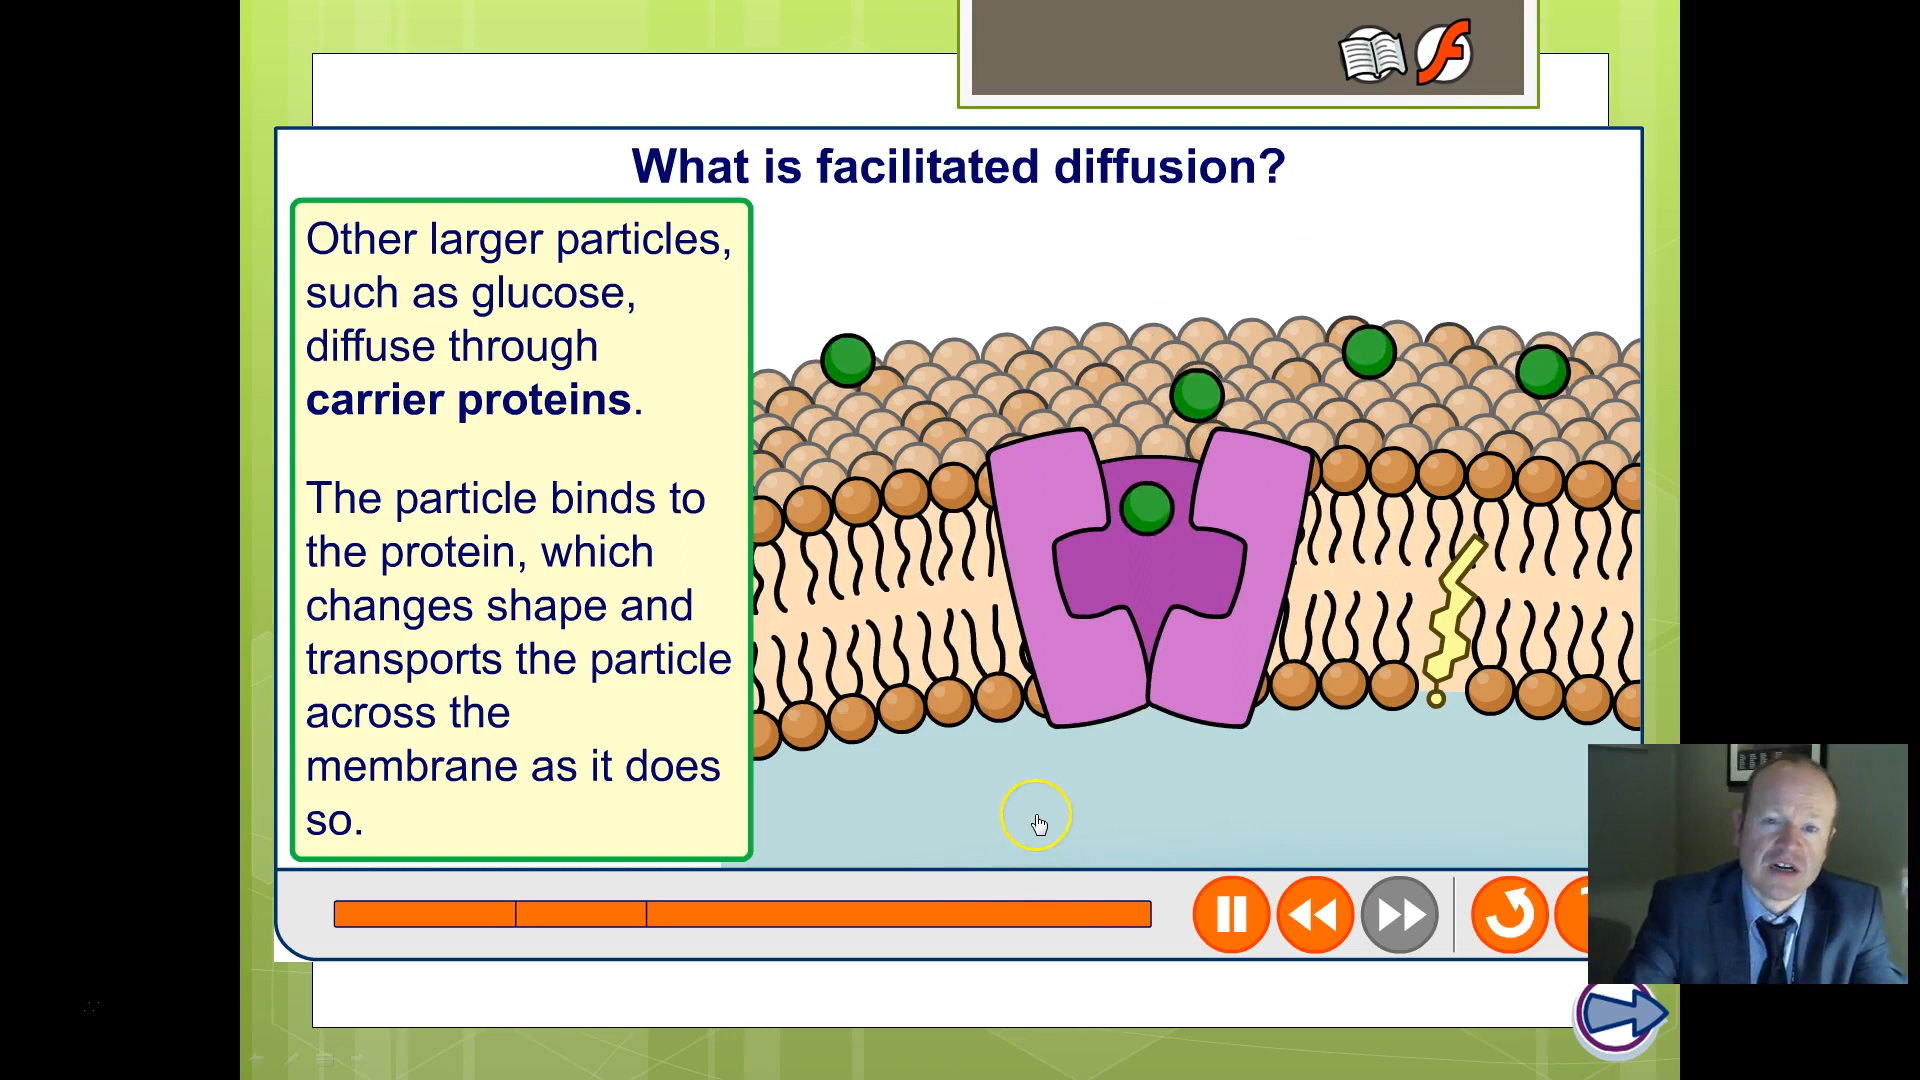 What is facilitated diffusion?
Other larger particles,
such as glucose,
diffuse through
carrier proteins.
The particle binds to
the protein, which
changes shape and
transports the particle
across the
membrane as it does
so.